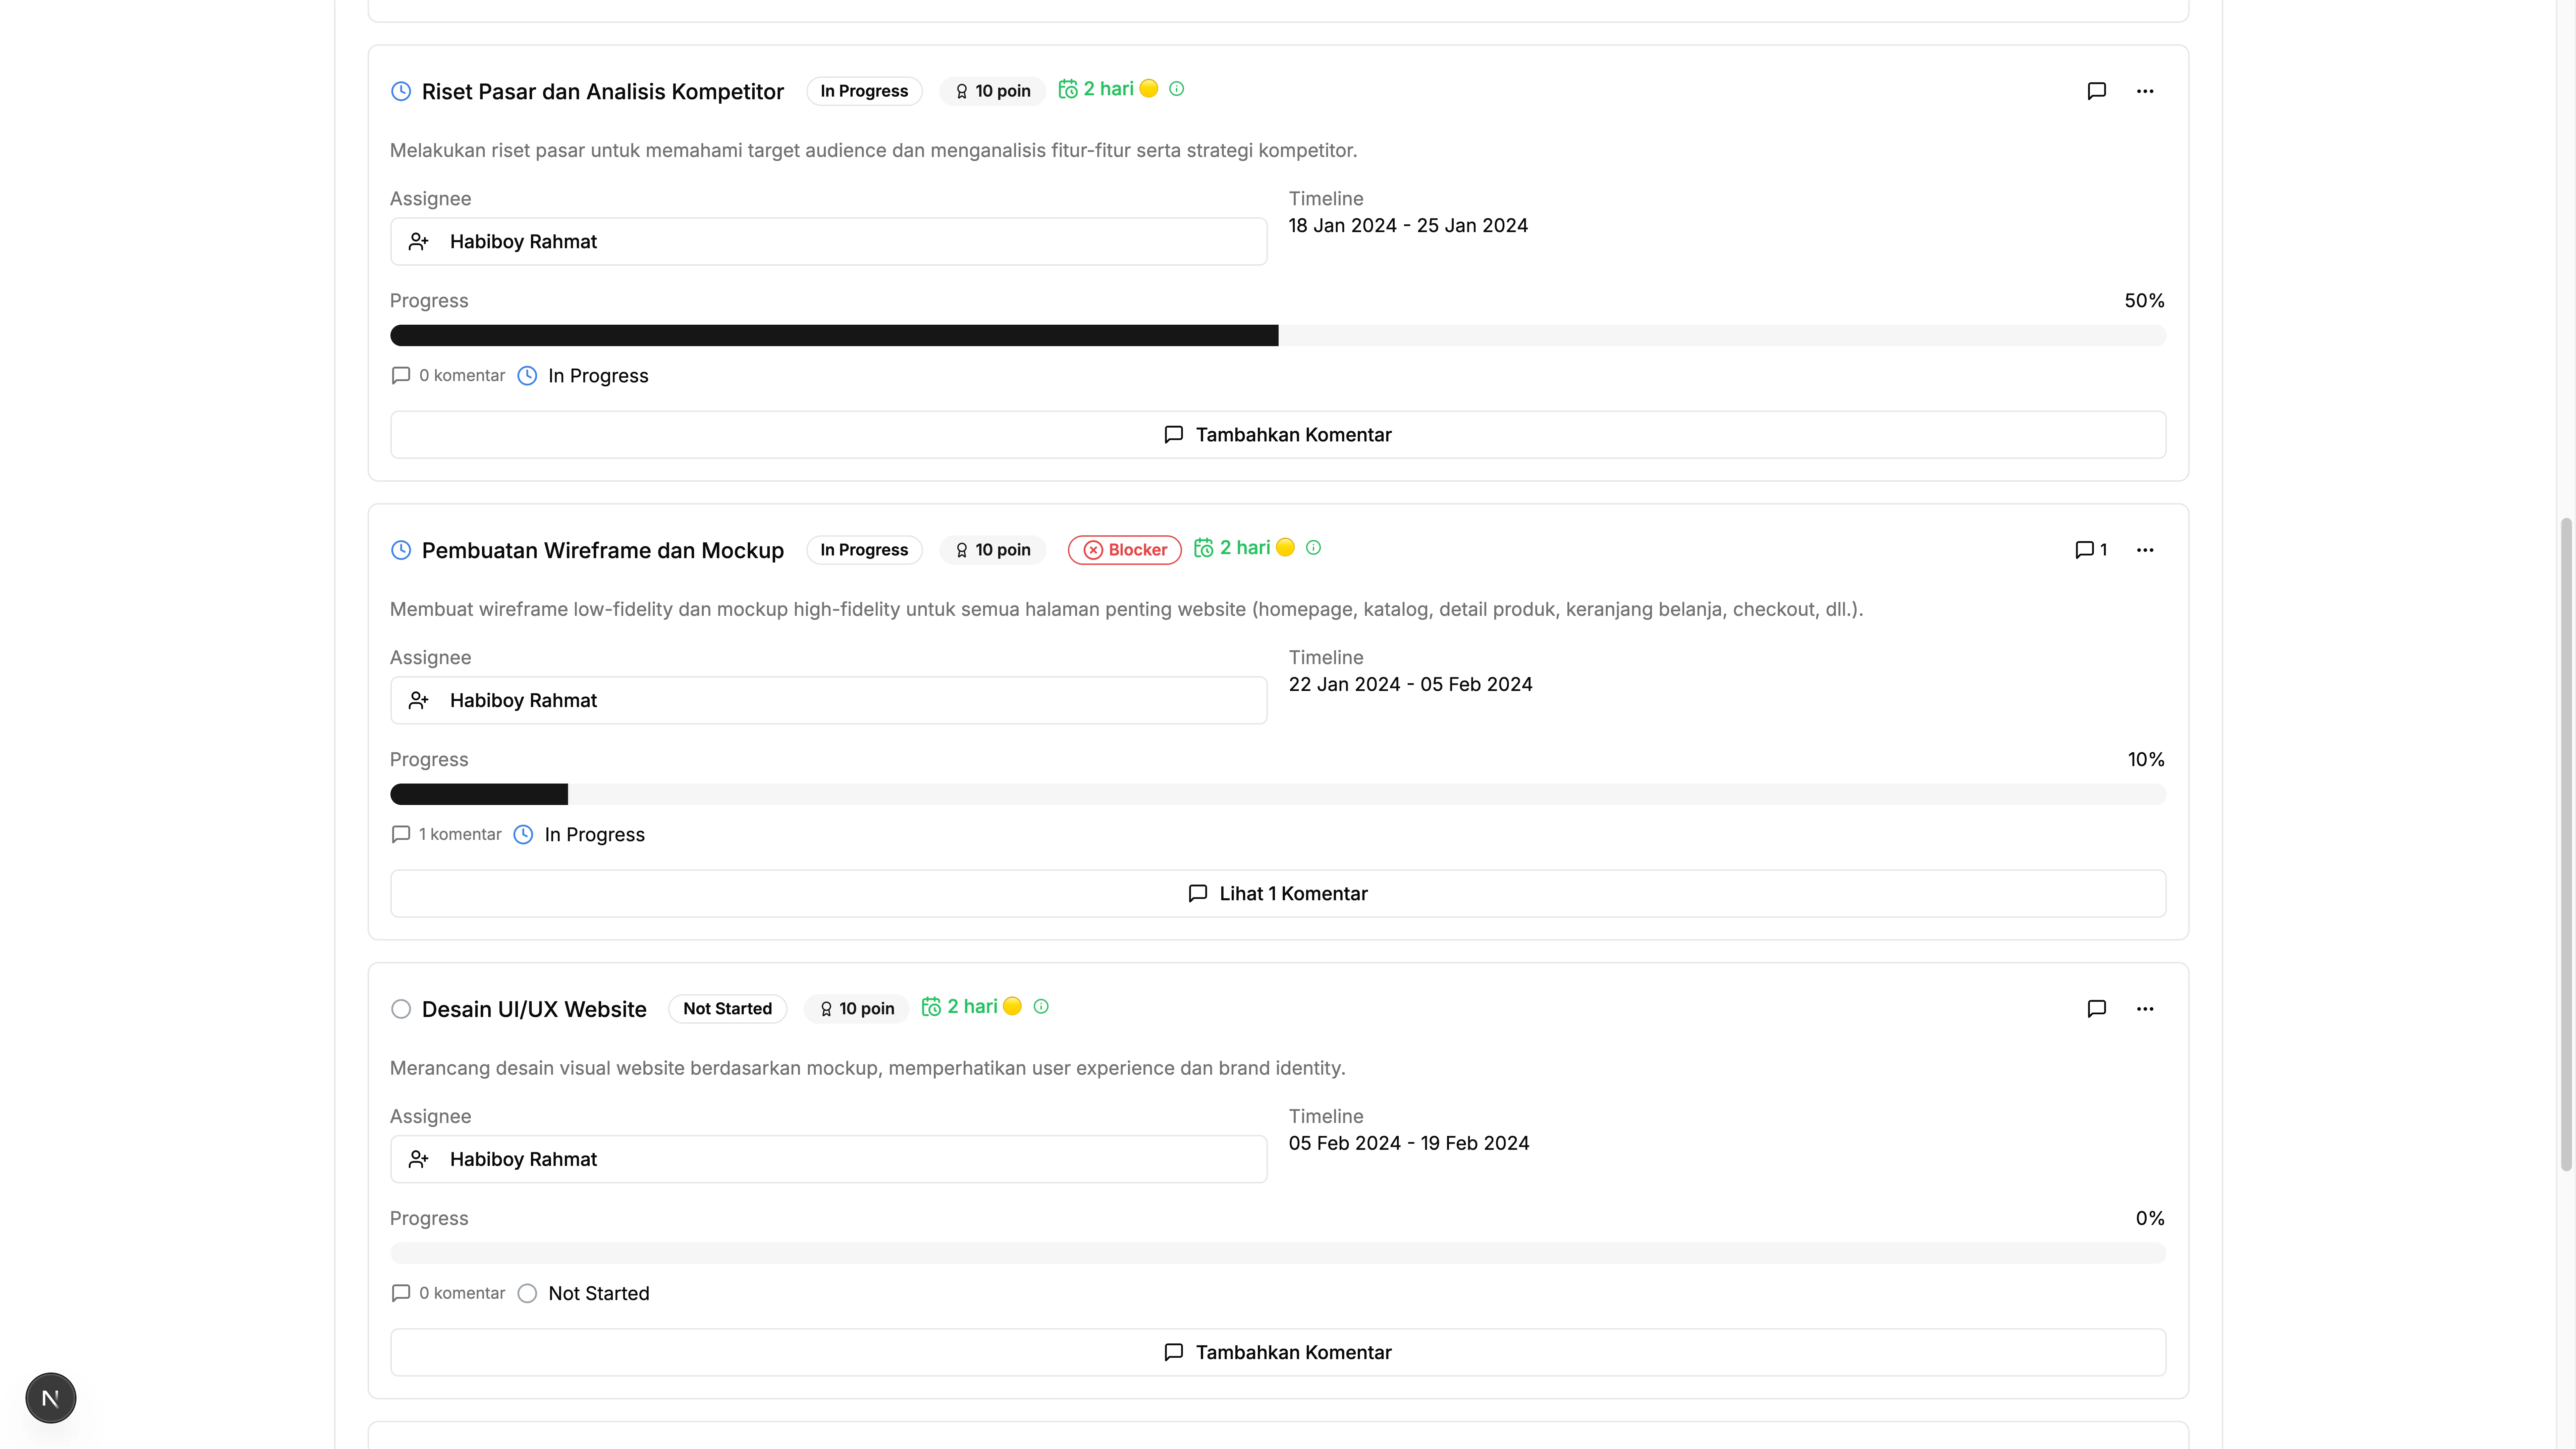 Riset Pasar dan Analisis Kompetitor In Progress 10 poin 2 hari
Melakukan riset pasar untuk memahami target audience dan menganalisis fitur-fitur serta strategi kompetitor.
Assignee Timeline
Habiboy Rahmat 18 Jan 2024 - 25 Jan 2024
Progress 50%
0 komentar In Progress
Tambahkan Komentar
Pembuatan Wireframe dan Mockup In Progress 10 poin Blocker 2 hari 1
Membuat wireframe low-fidelity dan mockup high-fidelity untuk semua halaman penting website (homepage, katalog, detail produk, keranjang belanja, checkout, dll.).
Assignee Timeline
Habiboy Rahmat 22 Jan 2024 - 05 Feb 2024
Progress 10%
1 komentar In Progress
Lihat 1 Komentar
Desain UI/UX Website Not Started 10 poin 2 hari
Merancang desain visual website berdasarkan mockup, memperhatikan user experience dan brand identity.
Assignee Timeline
Habiboy Rahmat 05 Feb 2024 - 19 Feb 2024
Progress 0%
0 komentar Not Started
Tambahkan Komentar
N